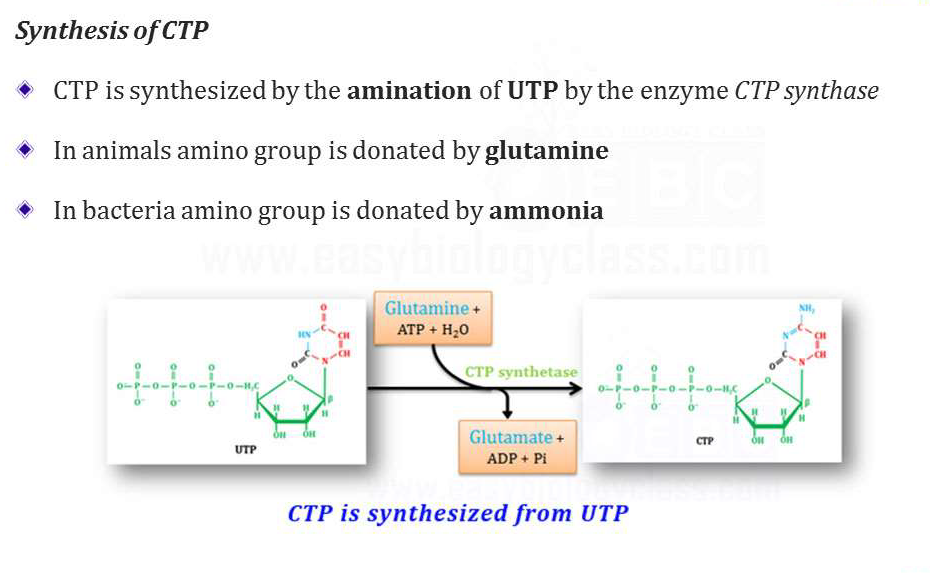 Synthesis of CTP
CTP is synthesized by the amination of UTP by the enzyme CTP synthase
In animals amino group is donated by glutamine
In bacteria amino group is donated by ammonia
www.easybiologyclass.com
Glutamine +
ATP + H₂O
CTP synthetase
Glutamate +
ADP + Pi
UTP
CTP
CTP is synthesized from UTP